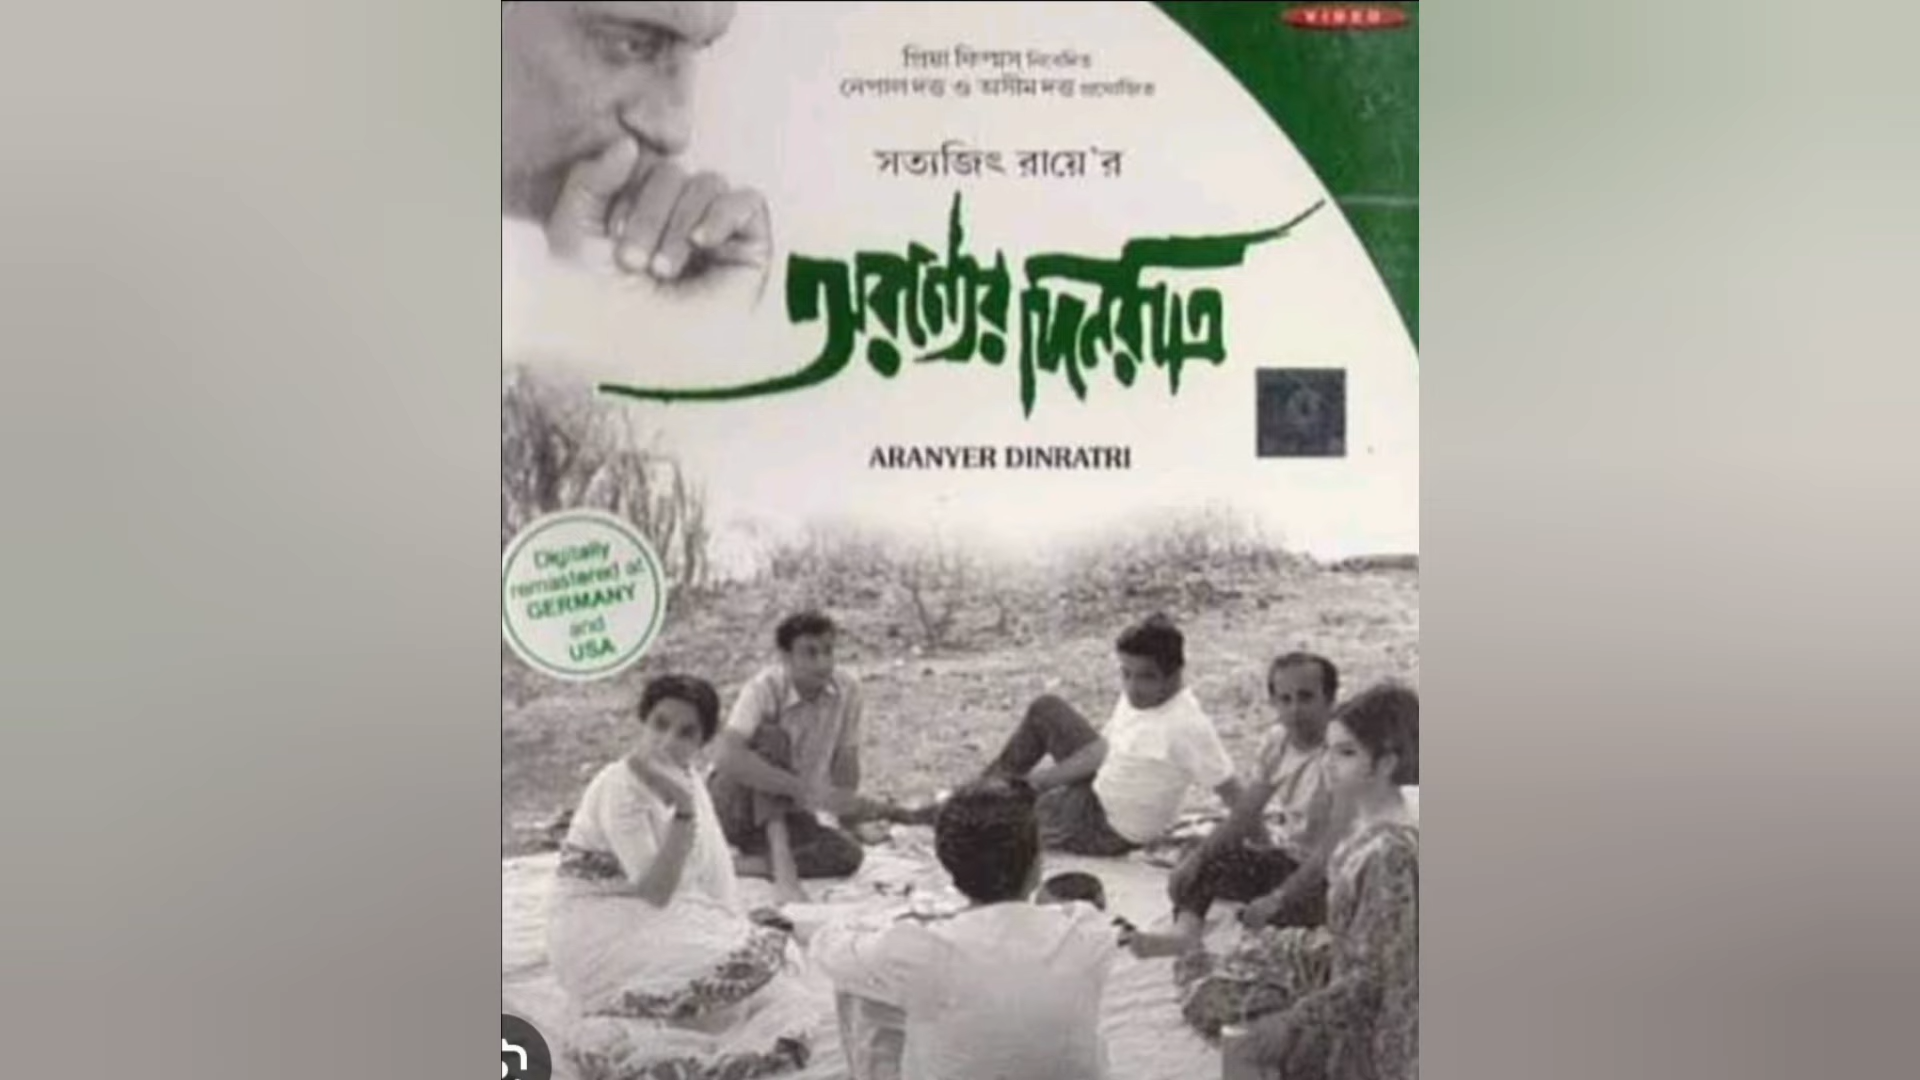 VIDEO
প্রিয়া ফিল্মস নিবেদিত
নেপাল দত্ত ও অসীম দত্ত প্রযোজিত
সত্যজিৎ রায়ে'র
অরণ্যের দিনরাত্রি
ARANYER DINRATRI
Digitally
remastered at
GERMANY
and
USA